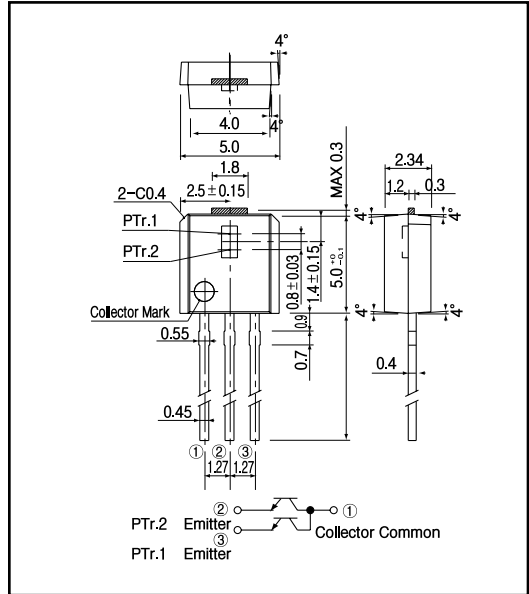 4°
4°
4.0
5.0
1.8
2.5 ± 0.15
2-C0.4
PTr.1
PTr.2
Collector Mark
0.55
0.45
① ② ③
1.27 1.27
MAX 0.3
0.8 ± 0.03
1.4 ± 0.15
5.0 +0 -0.1
0.9
0.7
2.34
1.2 0.3
4° 4°
4° 4°
0.4
② ①
PTr.2 Emitter Collector Common
③
PTr.1 Emitter